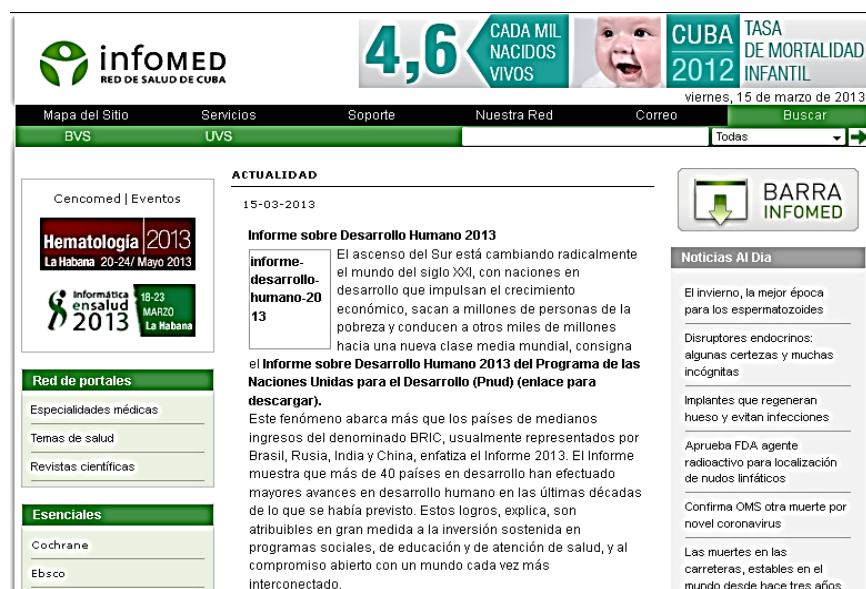 infOMED
RED DE SALUD DE CUBA
4,6
CADA MIL
NACIDOS
VIVOS
CUBA
2012
TASA
DE MORTALIDAD
INFANTIL
viernes, 15 de marzo de 2013
Mapa del Sitio Servicios Soporte Nuestra Red Correo Buscar
BVS UVS Todas
Cencomed | Eventos
Hematología 2013
La Habana 20-24/ Mayo 2013
Informática
ensalud
2013
18-23
MARZO
La Habana
Red de portales
Especialidades médicas
Temas de salud
Revistas científicas
Esenciales
Cochrane
Ebsco
ACTUALIDAD
15-03-2013
Informe sobre Desarrollo Humano 2013
informe-
desarrollo-
humano-20
13
El ascenso del Sur está cambiando radicalmente
el mundo del siglo XXI, con naciones en
desarrollo que impulsan el crecimiento
económico, sacan a millones de personas de la
pobreza y conducen a otros miles de millones
hacia una nueva clase media mundial, consigna
el Informe sobre Desarrollo Humano 2013 del Programa de las
Naciones Unidas para el Desarrollo (Pnud) (enlace para
descargar).
Este fenómeno abarca más que los países de medianos
ingresos del denominado BRIC, usualmente representados por
Brasil, Rusia, India y China, enfatiza el Informe 2013. El Informe
muestra que más de 40 países en desarrollo han efectuado
mayores avances en desarrollo humano en las últimas décadas
de lo que se había previsto. Estos logros, explica, son
atribuibles en gran medida a la inversión sostenida en
programas sociales, de educación y de atención de salud, y al
compromiso abierto con un mundo cada vez más
interconectado.
BARRA
INFOMED
Noticias Al Dia
El invierno, la mejor época
para los espermatozoides
Disruptores endocrinos:
algunas certezas y muchas
incógnitas
Implantes que regeneran
hueso y evitan infecciones
Aprueba FDA agente
radioactivo para localización
de nudos linfáticos
Confirma OMS otra muerte por
novel coronavirus
Las muertes en las
carreteras, estables en el
mundo desde hace tres años